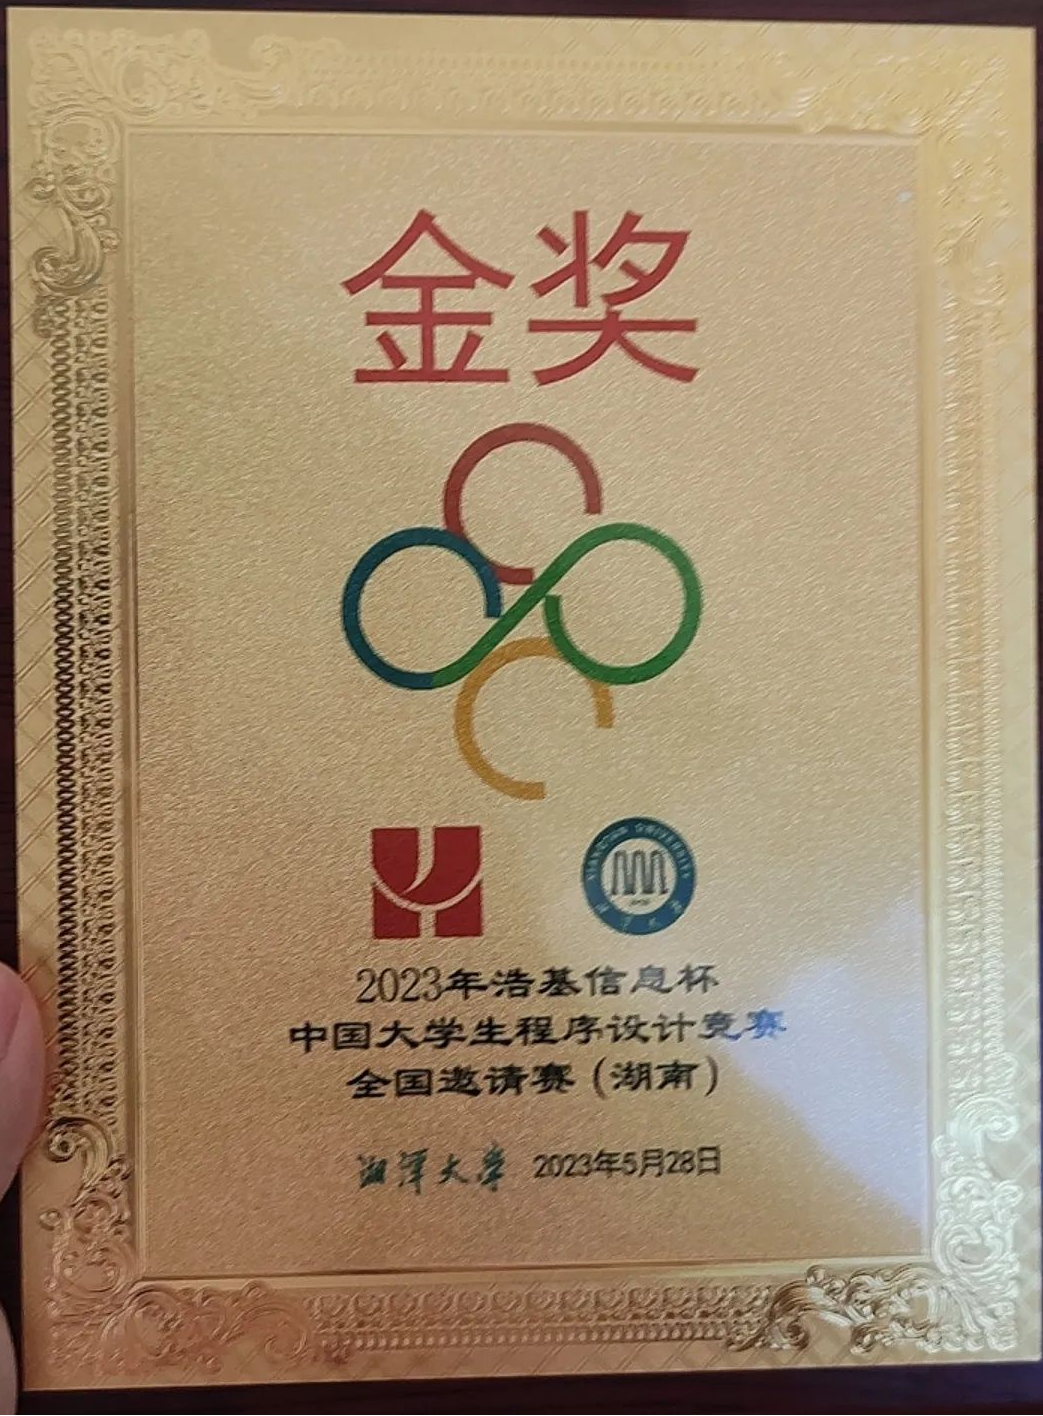 金奖
XIANGTAN UNIVERSITY
2023年浩基信息杯
中国大学生程序设计竞赛
全国邀请赛（湖南）
湘潭大学 2023年5月28日